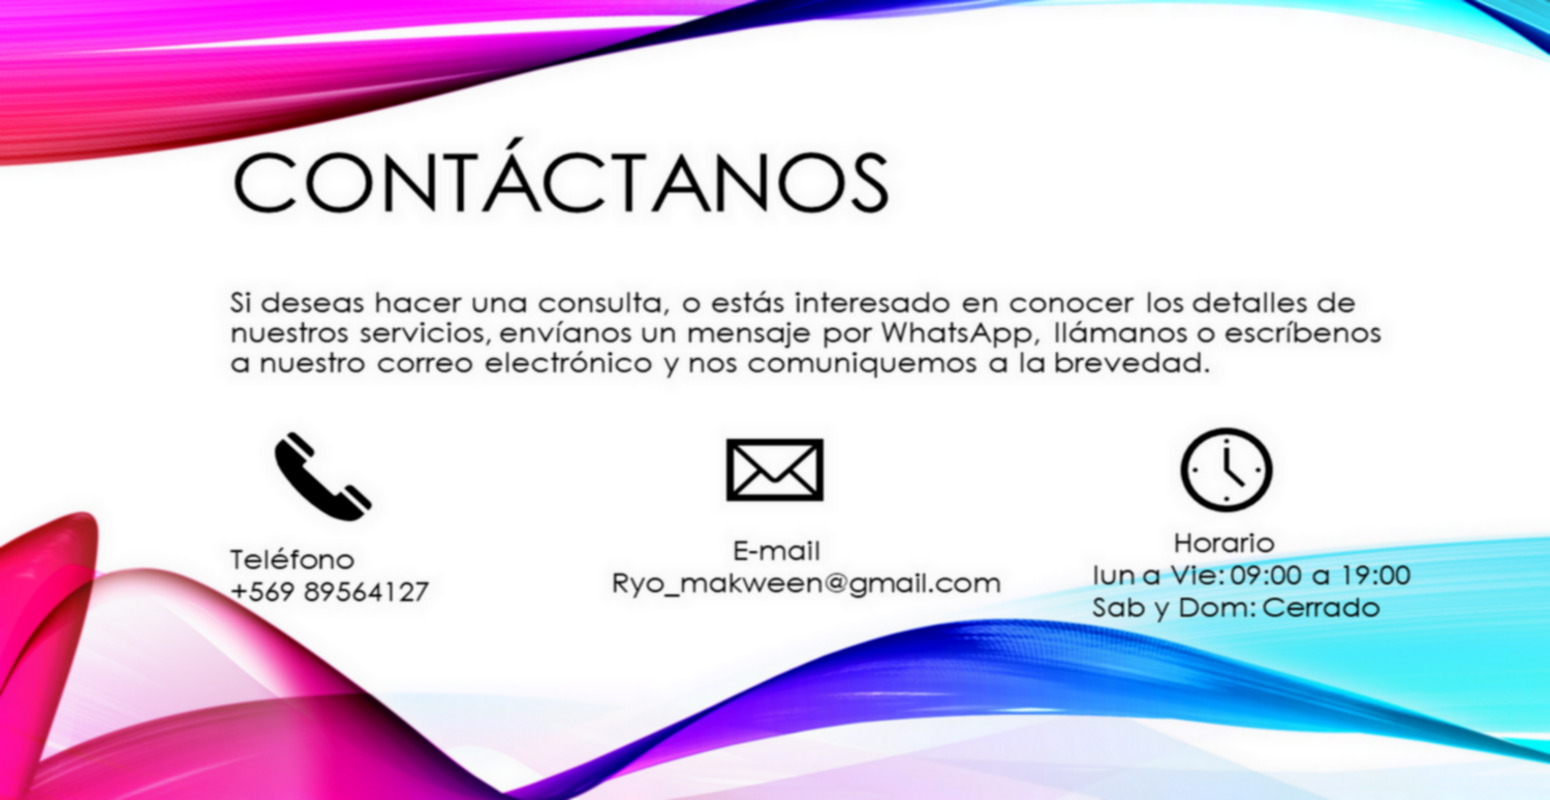 CONTÁCTANOS
Si deseas hacer una consulta, o estás interesado en conocer los detalles de
nuestros servicios, envíanos un mensaje por WhatsApp, llámanos o escríbenos
a nuestro correo electrónico y nos comuniquemos a la brevedad.
Teléfono
+569 89564127
E-mail
Ryo_makween@gmail.com
Horario
lun a Vie: 09:00 a 19:00
Sab y Dom: Cerrado